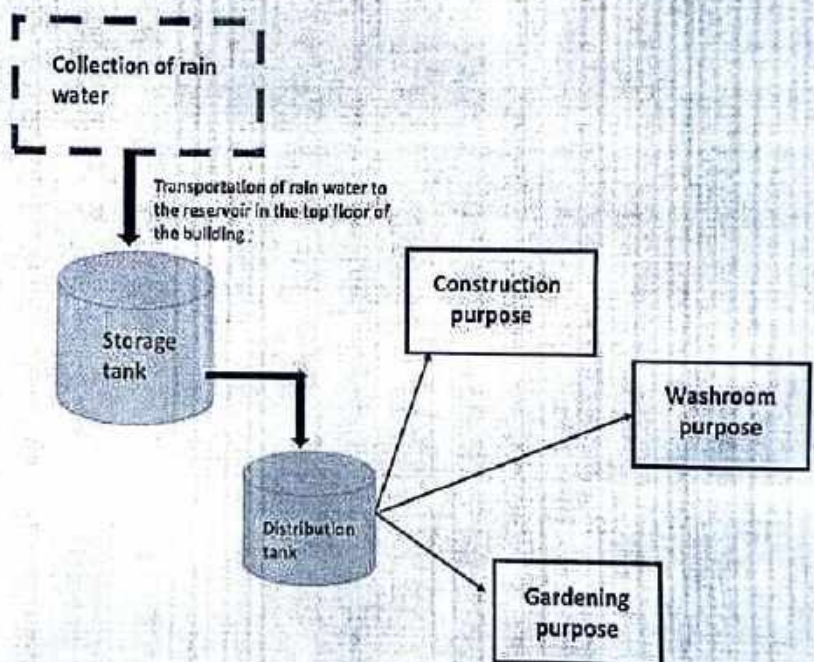 Collection of rain
water
Transportation of rain water to
the reservoir in the top floor of
the building
Storage
tank
Construction
purpose
Washroom
purpose
Distribution
tank
Gardening
purpose